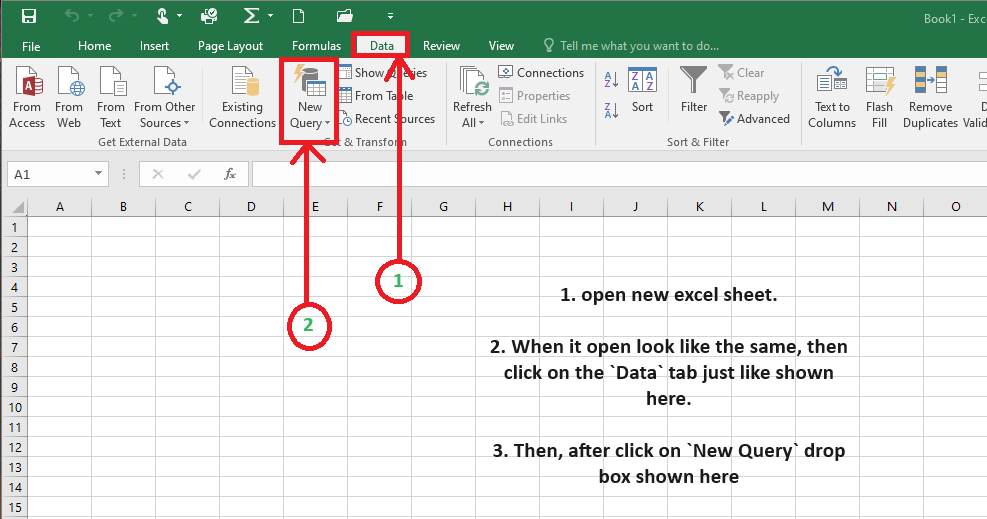 Book1 - Exce
File Home Insert Page Layout Formulas Data Review View Tell me what you want to do...
From Access
From Web
From Text
From Other Sources
Get External Data
Existing Connections
New Query
Show Queries
From Table
Recent Sources
Get & Transform
Refresh All
Connections
Properties
Edit Links
Connections
Sort
Filter
Clear
Reapply
Advanced
Sort & Filter
Text to Columns
Flash Fill
Remove Duplicates
D
Valid
A1 fx
A B C D E F G H I J K L M N O
1
2
3
4
5
6
7
8
9
10
11
12
13
14
15
1
2
1. open new excel sheet.
2. When it open look like the same, then
click on the `Data` tab just like shown
here.
3. Then, after click on `New Query` drop
box shown here